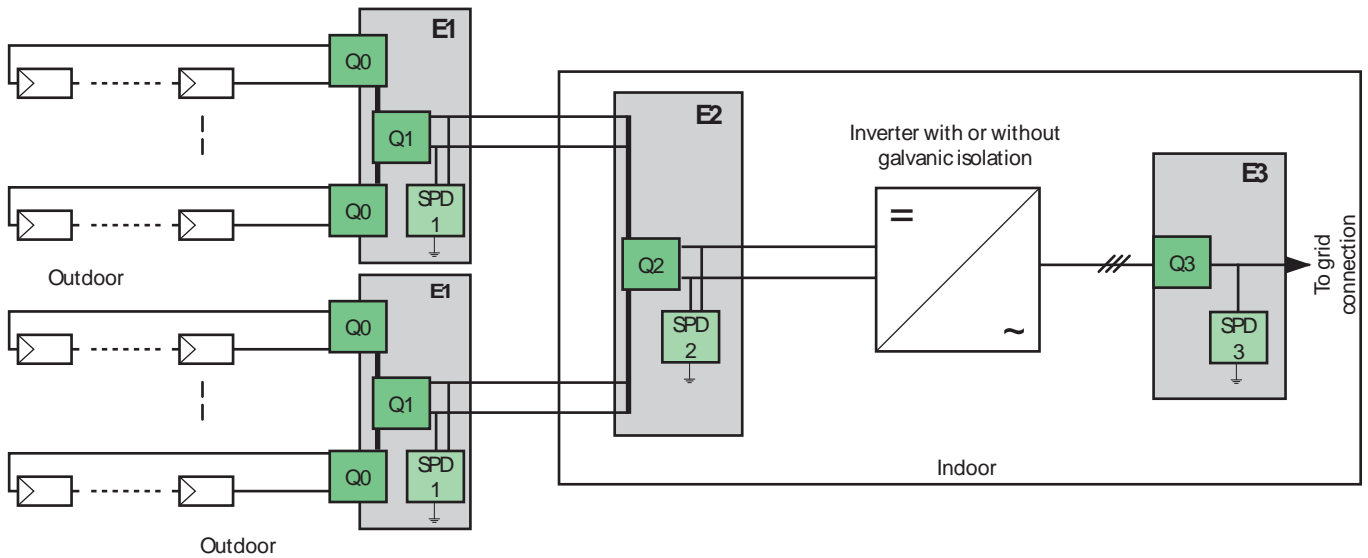 E1
Q0
Q1
Q0
SPD
1
Outdoor
E1
Q0
Q1
Q0
SPD
1
Outdoor
E2
Q2
SPD
2
Inverter with or without
galvanic isolation
=
~
E3
Q3
SPD
3
To grid
connection
Indoor